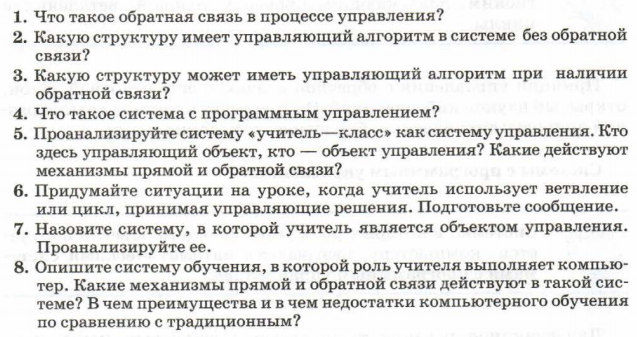 1. Что такое обратная связь в процессе управления?
2. Какую структуру имеет управляющий алгоритм в системе без обратной
связи?
3. Какую структуру может иметь управляющий алгоритм при наличии
обратной связи?
4. Что такое система с программным управлением?
5. Проанализируйте систему «учитель—класс» как систему управления. Кто
здесь управляющий объект, кто — объект управления? Какие действуют
механизмы прямой и обратной связи?
6. Придумайте ситуации на уроке, когда учитель использует ветвление
или цикл, принимая управляющие решения. Подготовьте сообщение.
7. Назовите систему, в которой учитель является объектом управления.
Проанализируйте ее.
8. Опишите систему обучения, в которой роль учителя выполняет компью-
тер. Какие механизмы прямой и обратной связи действуют в такой сис-
теме? В чем преимущества и в чем недостатки компьютерного обучения
по сравнению с традиционным?